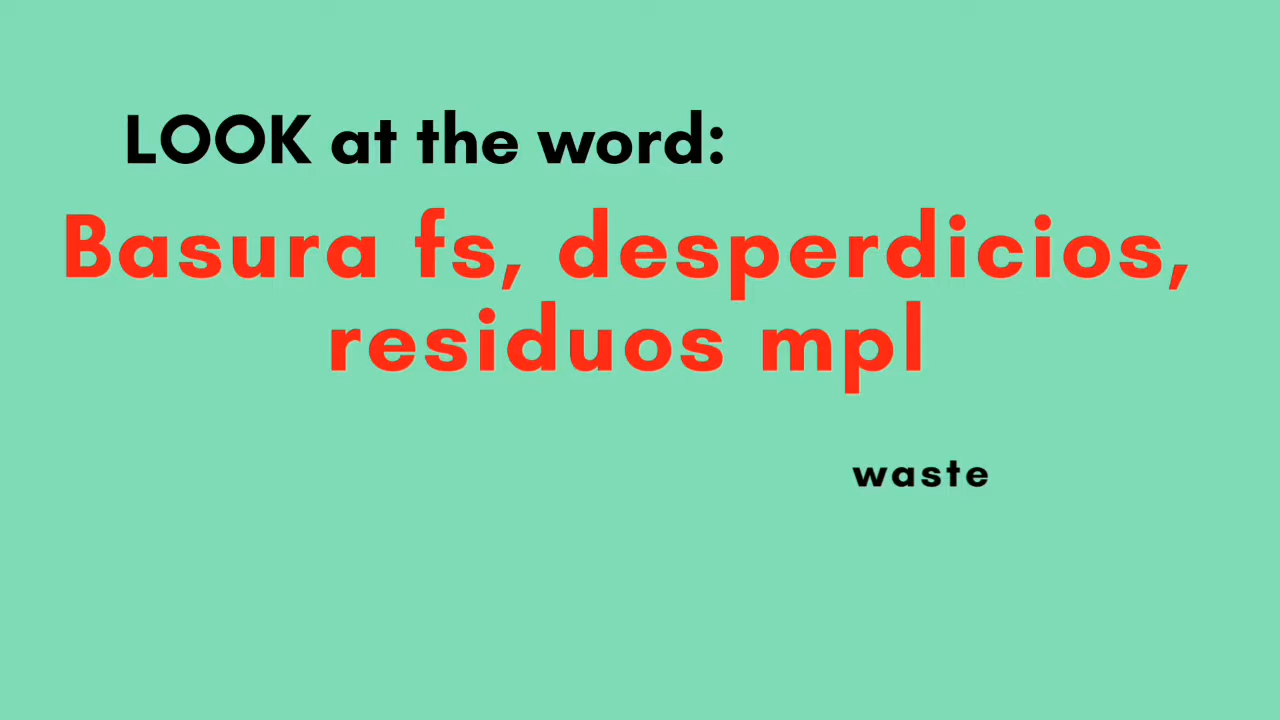 LOOK at the word:
Basura fs, desperdicios,
residuos mpl
waste